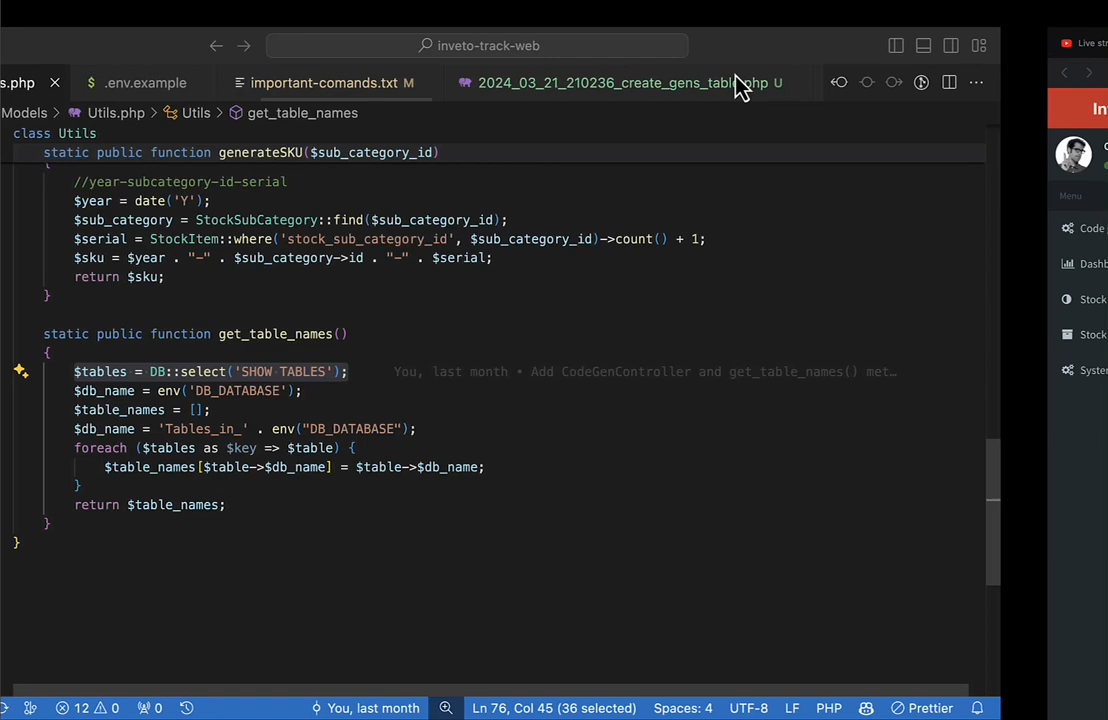 inveto-track-web
Live str
s.php
$ .env.example
important-comands.txt M
2024_03_21_210236_create_gens_table.php U
Models > Utils.php > Utils > get_table_names
In
class Utils
static public function generateSKU($sub_category_id)
{
//year-subcategory-id-serial
$year = date('Y');
$sub_category = StockSubCategory::find($sub_category_id);
$serial = StockItem::where('stock_sub_category_id', $sub_category_id)->count() + 1;
$sku = $year . "-" . $sub_category->id . "-" . $serial;
return $sku;
}
static public function get_table_names()
{
$tables = DB::select('SHOW TABLES'); You, last month • Add CodeGenController and get_table_names() met…
$db_name = env('DB_DATABASE');
$table_names = [];
$db_name = 'Tables_in_' . env("DB_DATABASE");
foreach ($tables as $key => $table) {
$table_names[$table->$db_name] = $table->$db_name;
}
return $table_names;
}
}
Menu
Code
Dashb
Stock
Stock
System
12 0 0 You, last month Ln 76, Col 45 (36 selected) Spaces: 4 UTF-8 LF PHP Prettier